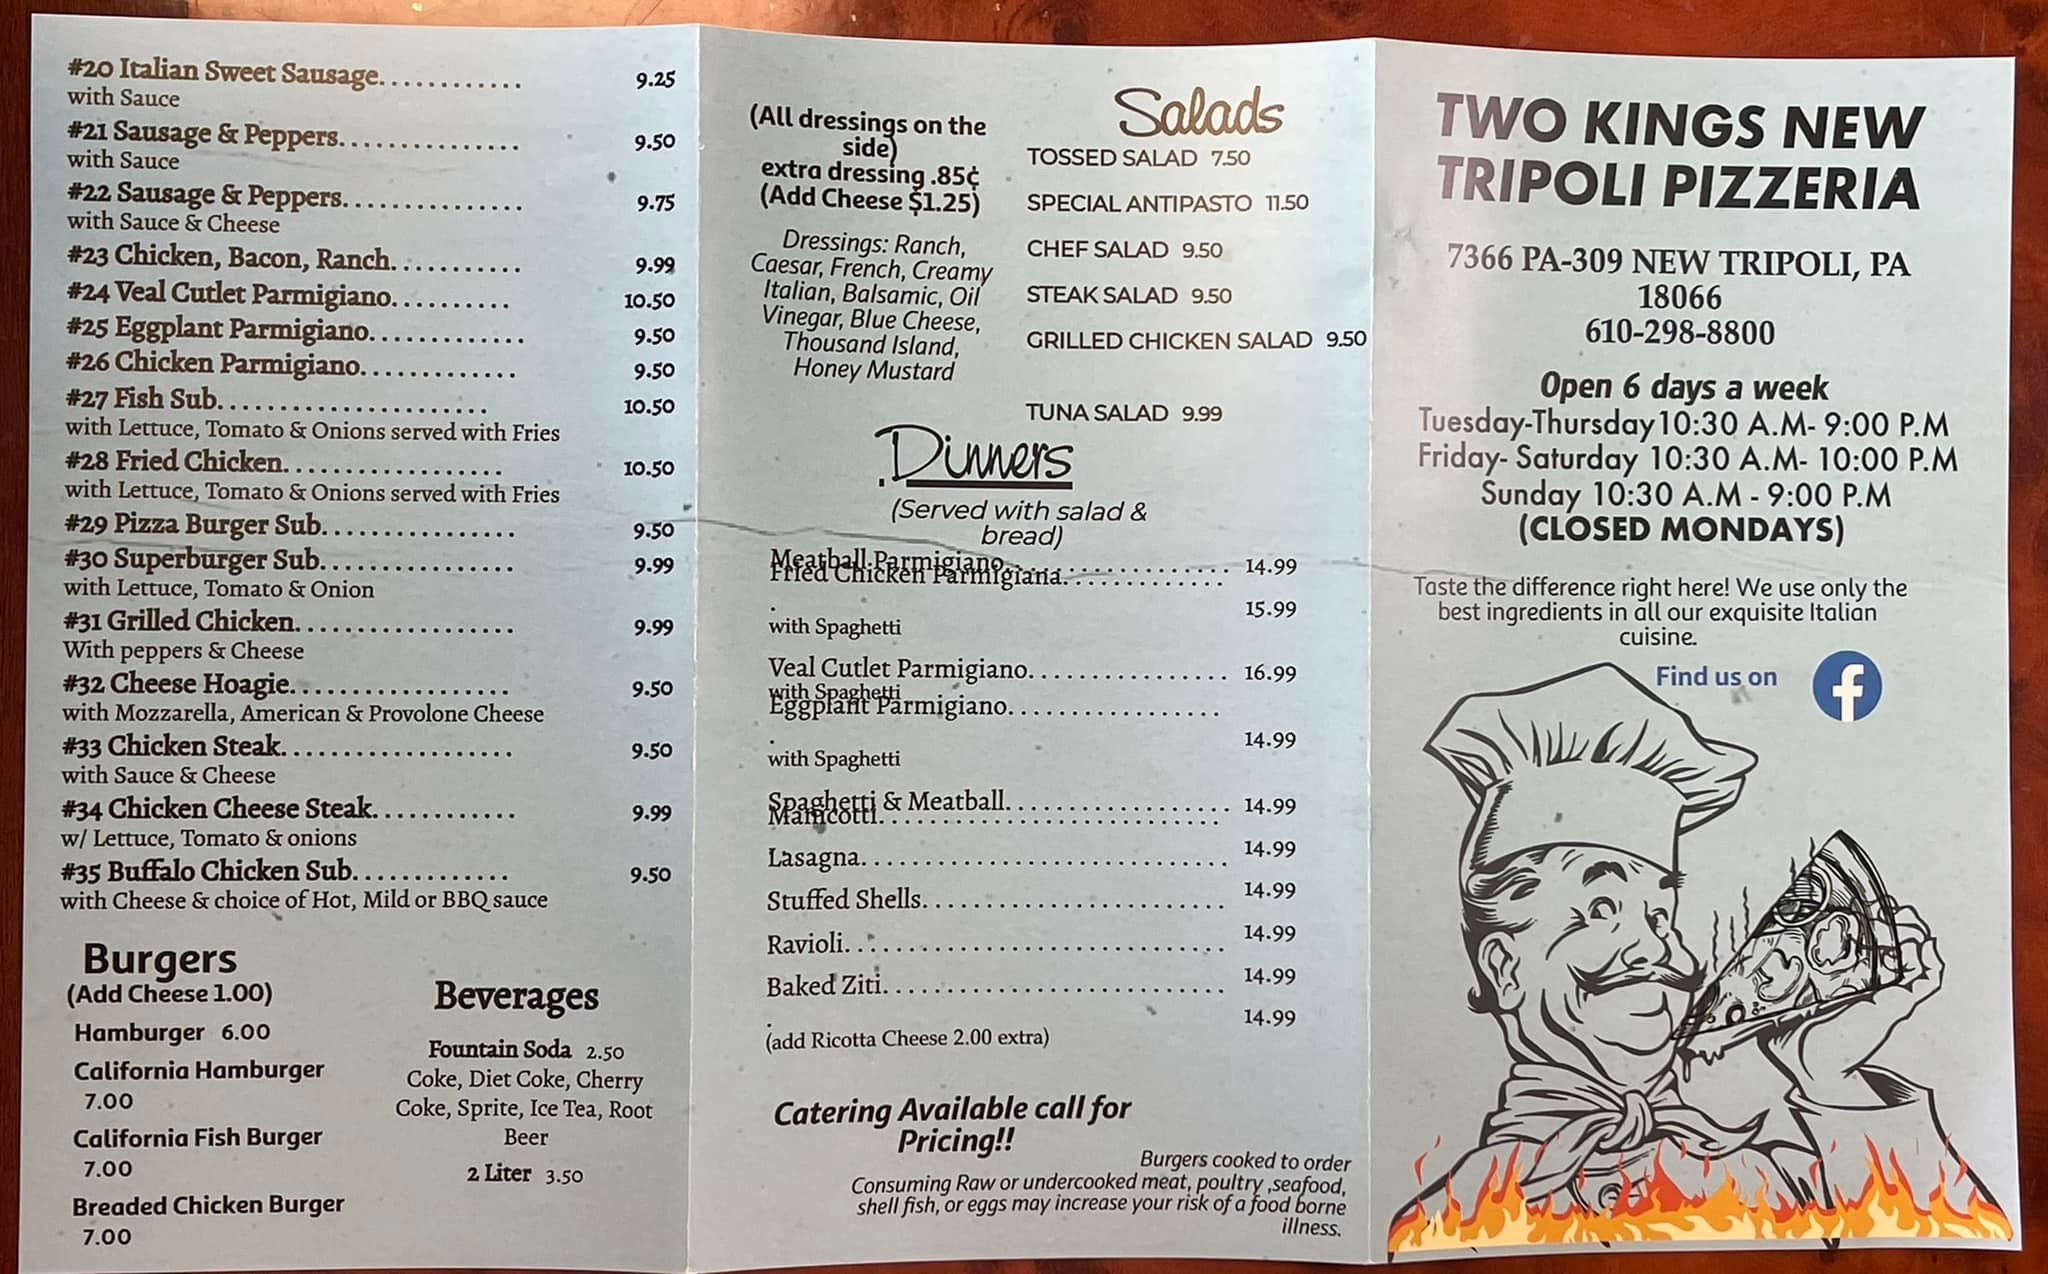 #20 Italian Sweet Sausage............. 9.25
with Sauce
#21 Sausage & Peppers................ 9.50
with Sauce
#22 Sausage & Peppers................ 9.75
with Sauce & Cheese
#23 Chicken, Bacon, Ranch............ 9.99
#24 Veal Cutlet Parmigiano.......... 10.50
#25 Eggplant Parmigiano............. 9.50
#26 Chicken Parmigiano............. 9.50
#27 Fish Sub...................... 10.50
with Lettuce, Tomato & Onions served with Fries
#28 Fried Chicken.................. 10.50
with Lettuce, Tomato & Onions served with Fries
#29 Pizza Burger Sub................ 9.50
#30 Superburger Sub................ 9.99
with Lettuce, Tomato & Onion
#31 Grilled Chicken.................. 9.99
With peppers & Cheese
#32 Cheese Hoagie.................. 9.50
with Mozzarella, American & Provolone Cheese
#33 Chicken Steak................... 9.50
with Sauce & Cheese
#34 Chicken Cheese Steak............ 9.99
w/ Lettuce, Tomato & onions
#35 Buffalo Chicken Sub............. 9.50
with Cheese & choice of Hot, Mild or BBQ sauce
Burgers
(Add Cheese 1.00)
Hamburger 6.00
California Hamburger
7.00
California Fish Burger
7.00
Breaded Chicken Burger
7.00
Beverages
Fountain Soda 2.50
Coke, Diet Coke, Cherry
Coke, Sprite, Ice Tea, Root
Beer
2 Liter 3.50
(All dressings on the
side)
extra dressing .85¢
(Add Cheese $1.25)
Dressings: Ranch,
Caesar, French, Creamy
Italian, Balsamic, Oil
Vinegar, Blue Cheese,
Thousand Island,
Honey Mustard
Salads
TOSSED SALAD 7.50
SPECIAL ANTIPASTO 11.50
CHEF SALAD 9.50
STEAK SALAD 9.50
GRILLED CHICKEN SALAD 9.50
TUNA SALAD 9.99
.Dinners
(Served with salad &
bread)
Meatball Parmigiano.................. 14.99
Fried Chicken Parmigiana.............
. 15.99
with Spaghetti
Veal Cutlet Parmigiano................ 16.99
with Spaghetti
Eggplant Parmigiano.................
. 14.99
with Spaghetti
Spaghetti & Meatball.................. 14.99
Manicotti........................... 14.99
Lasagna............................. 14.99
Stuffed Shells........................ 14.99
Ravioli.............................. 14.99
Baked Ziti...........................
. 14.99
(add Ricotta Cheese 2.00 extra)
Catering Available call for
Pricing!!
Burgers cooked to order
Consuming Raw or undercooked meat, poultry ,seafood,
shell fish, or eggs may increase your risk of a food borne
illness.
TWO KINGS NEW
TRIPOLI PIZZERIA
7366 PA-309 NEW TRIPOLI, PA
18066
610-298-8800
Open 6 days a week
Tuesday-Thursday 10:30 A.M- 9:00 P.M
Friday- Saturday 10:30 A.M- 10:00 P.M
Sunday 10:30 A.M - 9:00 P.M
(CLOSED MONDAYS)
Taste the difference right here! We use only the
best ingredients in all our exquisite Italian
cuisine.
Find us on f